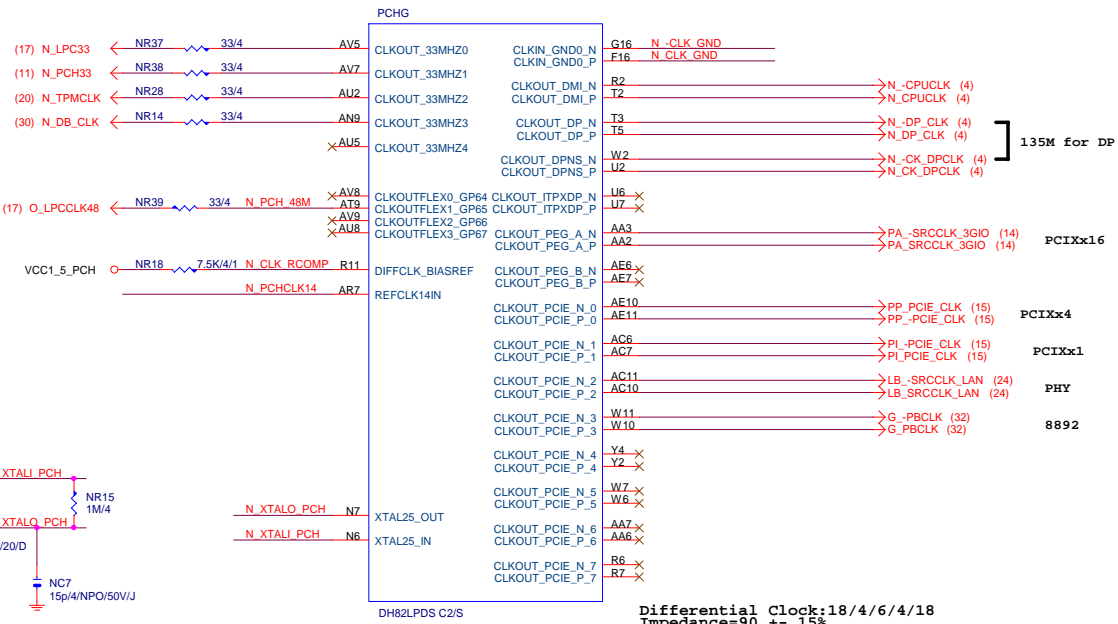 PCHG
(17) N_LPC33 NR37 33/4 AV5 CLKOUT_33MHZ0
(11) N_PCH33 NR38 33/4 AV7 CLKOUT_33MHZ1
(20) N_TPMCLK NR28 33/4 AU2 CLKOUT_33MHZ2
(30) N_DB_CLK NR14 33/4 AN9 CLKOUT_33MHZ3
AU5 CLKOUT_33MHZ4
AV8 CLKOUTFLEX0_GP64
(17) O_LPCCLK48 NR39 33/4 N_PCH_48M AT9 CLKOUTFLEX1_GP65
AV9 CLKOUTFLEX2_GP66
AU8 CLKOUTFLEX3_GP67
VCC1_5_PCH NR18 7.5K/4/1 N_CLK_RCOMP R11 DIFFCLK_BIASREF
N_PCHCLK14 AR7 REFCLK14IN
N_XTALO_PCH N7 XTAL25_OUT
N_XTALI_PCH N6 XTAL25_IN
CLKIN_GND0_N G16 N_-CLK_GND
CLKIN_GND0_P F16 N_CLK_GND
CLKOUT_DMI_N R2 N_-CPUCLK (4)
CLKOUT_DMI_P T2 N_CPUCLK (4)
CLKOUT_DP_N T3 N_-DP_CLK (4)
CLKOUT_DP_P T5 N_DP_CLK (4)
135M for DP
CLKOUT_DPNS_N W2 N_-CK_DPCLK (4)
CLKOUT_DPNS_P U2 N_CK_DPCLK (4)
CLKOUT_ITPXDP_N U6
CLKOUT_ITPXDP_P U7
CLKOUT_PEG_A_N AA3 PA_-SRCCLK_3GIO (14)
CLKOUT_PEG_A_P AA2 PA_SRCCLK_3GIO (14)
PCIXx16
CLKOUT_PEG_B_N AE6
CLKOUT_PEG_B_P AE7
CLKOUT_PCIE_N_0 AE10 PP_PCIE_CLK (15)
CLKOUT_PCIE_P_0 AE11 PP_-PCIE_CLK (15)
PCIXx4
CLKOUT_PCIE_N_1 AC6 PI_-PCIE_CLK (15)
CLKOUT_PCIE_P_1 AC7 PI_PCIE_CLK (15)
PCIXx1
CLKOUT_PCIE_N_2 AC11 LB_-SRCCLK_LAN (24)
CLKOUT_PCIE_P_2 AC10 LB_SRCCLK_LAN (24)
PHY
CLKOUT_PCIE_N_3 W11 G_-PBCLK (32)
CLKOUT_PCIE_P_3 W10 G_PBCLK (32)
8892
CLKOUT_PCIE_N_4 Y4
CLKOUT_PCIE_P_4 Y2
CLKOUT_PCIE_N_5 W7
CLKOUT_PCIE_P_5 W6
CLKOUT_PCIE_N_6 AA7
CLKOUT_PCIE_P_6 AA6
CLKOUT_PCIE_N_7 R6
CLKOUT_PCIE_P_7 R7
XTALI_PCH
NR15
1M/4
XTALO_PCH
/20/D
NC7
15p/4/NPO/50V/J
DH82LPDS C2/S
Differential Clock:18/4/6/4/18
Impedance=90 +- 15%